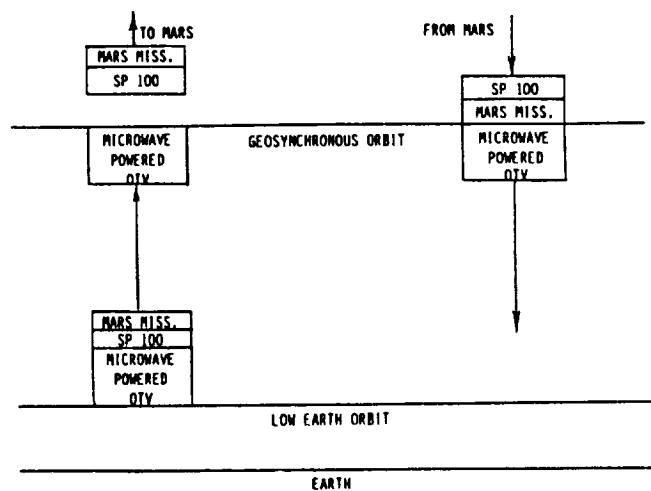 TO MARS
MARS MISS.
SP 100
MICROWAVE
POWERED
OTV
FROM MARS
SP 100
MARS MISS.
MICROWAVE
POWERED
OTV
GEOSYNCHRONOUS ORBIT
MARS MISS.
SP 100
MICROWAVE
POWERED
OTV
LOW EARTH ORBIT
EARTH